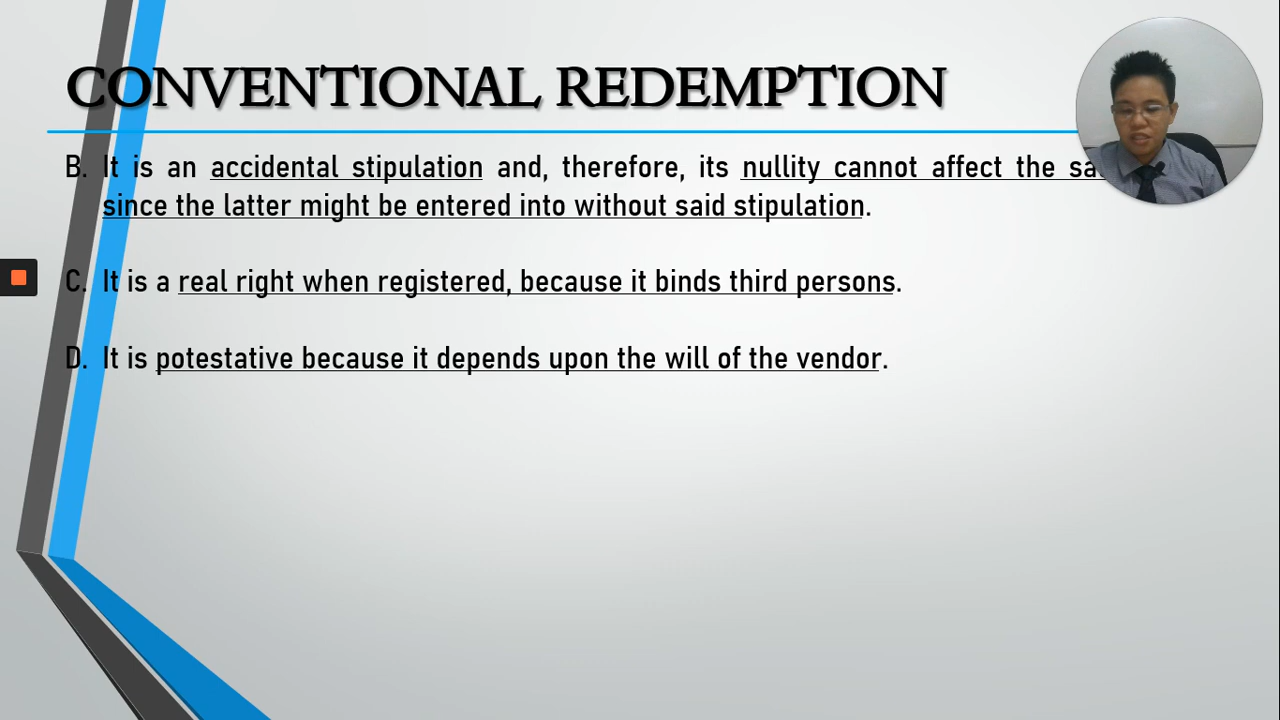 CONVENTIONAL REDEMPTION
B. It is an accidental stipulation and, therefore, its nullity cannot affect the
since the latter might be entered into without said stipulation.
C. It is a real right when registered, because it binds third persons.
D. It is potestative because it depends upon the will of the vendor.